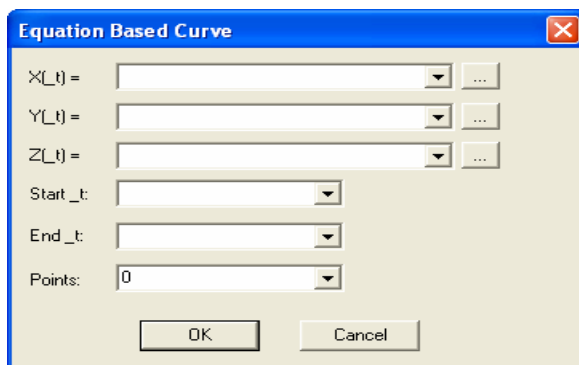 Equation Based Curve
X(_t) = ...
Y(_t) = ...
Z(_t) = ...
Start _t:
End _t:
Points: 0
OK Cancel